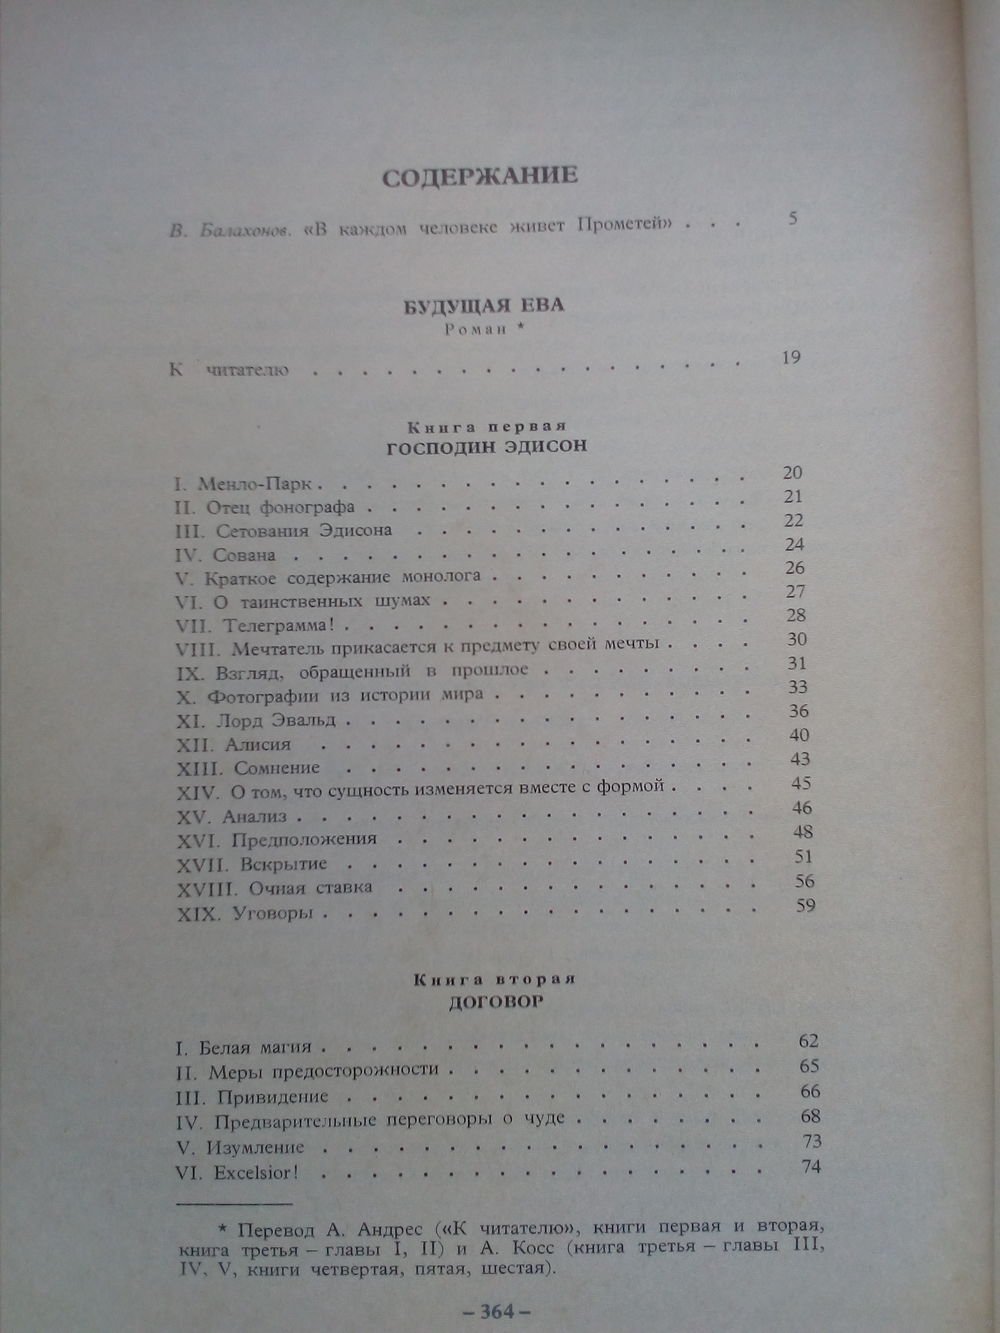 СОДЕРЖАНИЕ
В. Балахонов. «В каждом человеке живет Прометей» . . . 5
БУДУЩАЯ ЕВА
Роман *
К читателю . . . . . . . . . . . . . . . . . . 19
Книга первая
ГОСПОДИН ЭДИСОН
I. Менло-Парк . . . . . . . . . . . . . . . . . . 20
II. Отец фонографа . . . . . . . . . . . . . . . . 21
III. Сетования Эдисона . . . . . . . . . . . . . . 22
IV. Сована . . . . . . . . . . . . . . . . . . . 24
V. Краткое содержание монолога . . . . . . . . . . . 26
VI. О таинственных шумах . . . . . . . . . . . . . 27
VII. Телеграмма! . . . . . . . . . . . . . . . . . 28
VIII. Мечтатель прикасается к предмету своей мечты . . . . 30
IX. Взгляд, обращенный в прошлое . . . . . . . . . 31
X. Фотографии из истории мира . . . . . . . . . . . 33
XI. Лорд Эвальд . . . . . . . . . . . . . . . . . 36
XII. Алисия . . . . . . . . . . . . . . . . . . 40
XIII. Сомнение . . . . . . . . . . . . . . . . . 43
XIV. О том, что сущность изменяется вместе с формой . . . . 45
XV. Анализ . . . . . . . . . . . . . . . . . . . 46
XVI. Предположения . . . . . . . . . . . . . . . 48
XVII. Вскрытие . . . . . . . . . . . . . . . . . 51
XVIII. Очная ставка . . . . . . . . . . . . . . . 56
XIX. Уговоры . . . . . . . . . . . . . . . . . . 59
Книга вторая
ДОГОВОР
I. Белая магия . . . . . . . . . . . . . . . . . . 62
II. Меры предосторожности . . . . . . . . . . . . . 65
III. Привидение . . . . . . . . . . . . . . . . . 66
IV. Предварительные переговоры о чуде . . . . . . . . 68
V. Изумление . . . . . . . . . . . . . . . . . . 73
VI. Excelsior! . . . . . . . . . . . . . . . . . . 74
* Перевод А. Андрес («К читателю», книги первая и вторая,
книга третья – главы I, II) и А. Косс (книга третья – главы III,
IV, V, книги четвертая, пятая, шестая).
– 364 –